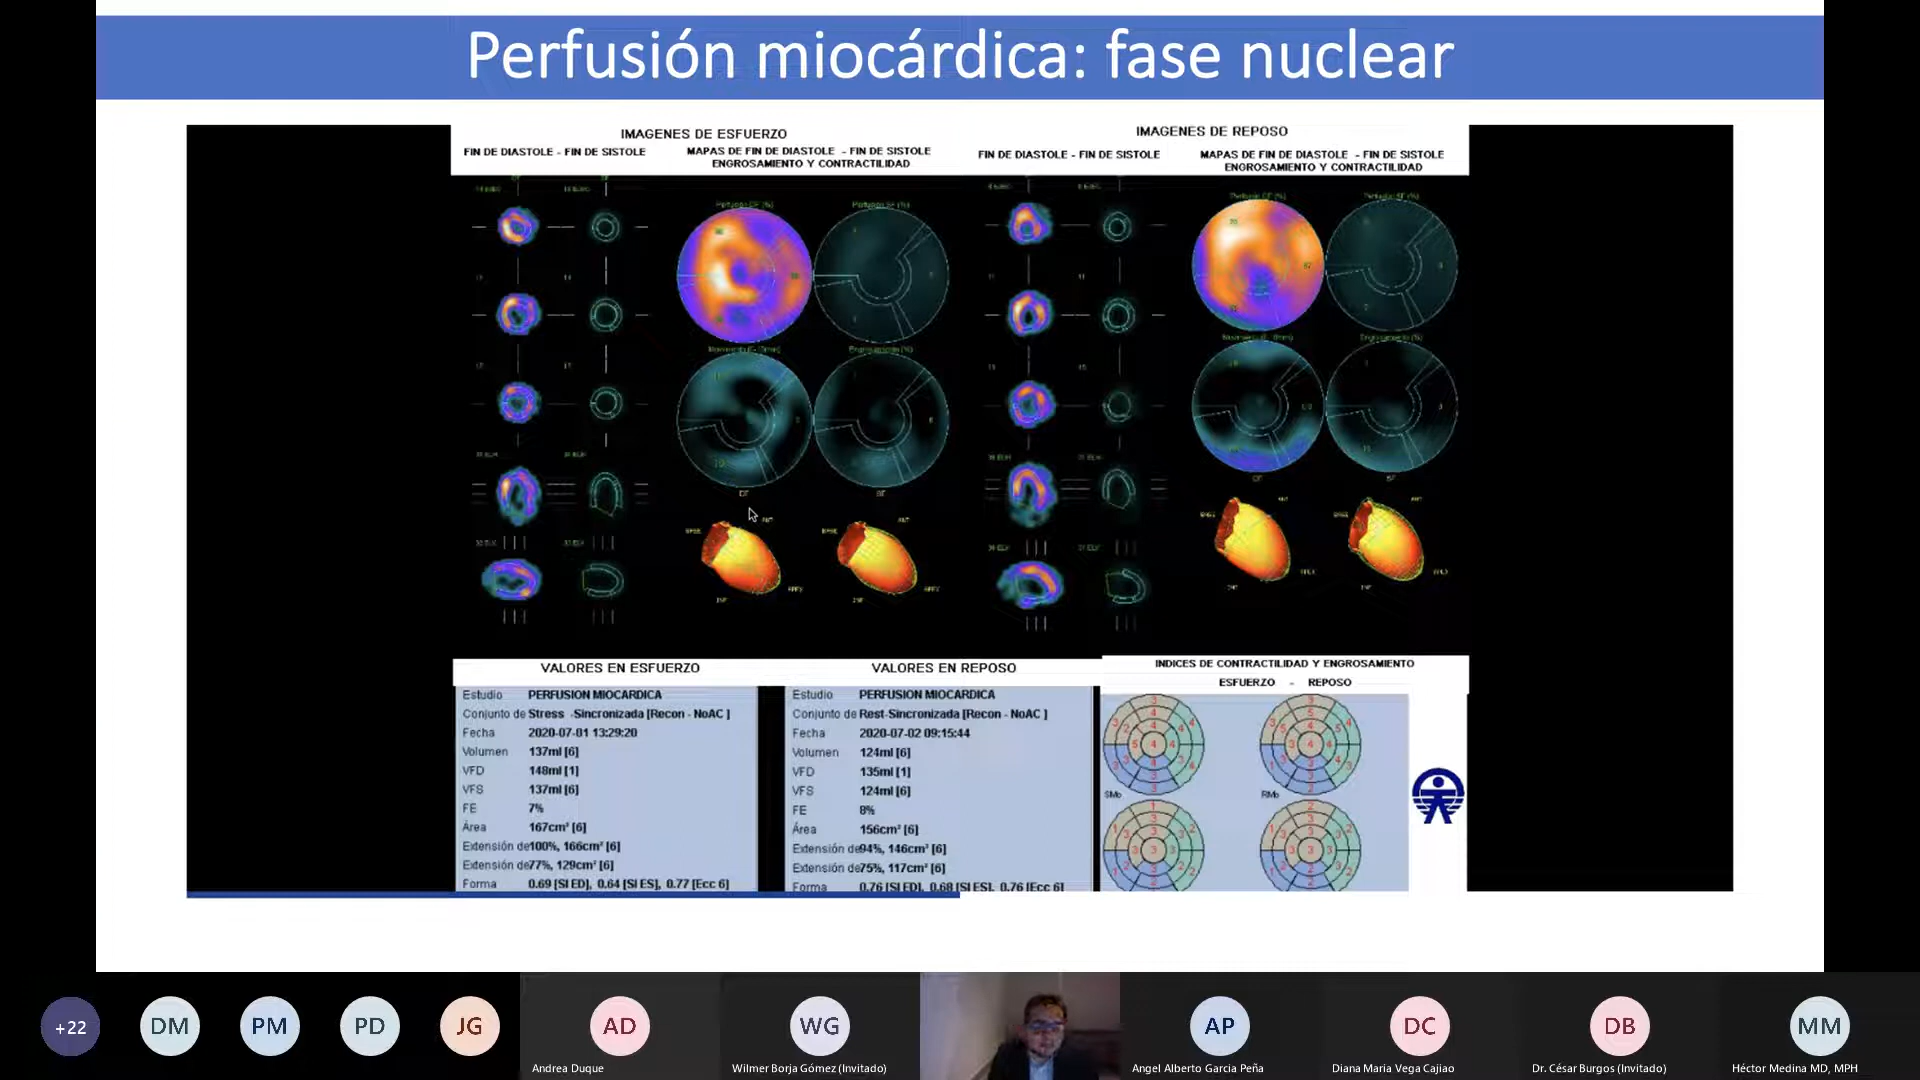 Perfusión miocárdica: fase nuclear
IMAGENES DE ESFUERZO
FIN DE DIASTOLE - FIN DE SISTOLE
MAPAS DE FIN DE DIASTOLE - FIN DE SISTOLE
ENGROSAMIENTO Y CONTRACTILIDAD
IMAGENES DE REPOSO
FIN DE DIASTOLE - FIN DE SISTOLE
MAPAS DE FIN DE DIASTOLE - FIN DE SISTOLE
ENGROSAMIENTO Y CONTRACTILIDAD
VALORES EN ESFUERZO
Estudio PERFUSION MIOCARDICA
Conjunto de Stress -Sincronizada [Recon - NoAC ]
Fecha 2020-07-01 13:29:20
Volumen 137ml [6]
VFD 148ml [1]
VFS 137ml [6]
FE 7%
Área 167cm² [6]
Extensión de100%, 166cm² [6]
Extensión de77%, 129cm² [6]
Forma 0.69 [SI ED], 0.64 [SI ES], 0.77 [Ecc 6]
VALORES EN REPOSO
Estudio PERFUSION MIOCARDICA
Conjunto de Rest-Sincronizada [Recon - NoAC ]
Fecha 2020-07-02 09:15:44
Volumen 124ml [6]
VFD 135ml [1]
VFS 124ml [6]
FE 8%
Área 156cm² [6]
Extensión de94%, 146cm² [6]
Extensión de75%, 117cm² [6]
Forma 0.76 [SI ED], 0.68 [SI ES], 0.76 [Ecc 6]
INDICES DE CONTRACTILIDAD Y ENGROSAMIENTO
ESFUERZO - REPOSO
SMo
RMo
+22
DM
PM
PD
JG
AD
Andrea Duque
WG
Wilmer Borja Gómez (Invitado)
AP
Angel Alberto Garcia Peña
DC
Diana Maria Vega Cajiao
DB
Dr. César Burgos (Invitado)
MM
Héctor Medina MD, MPH